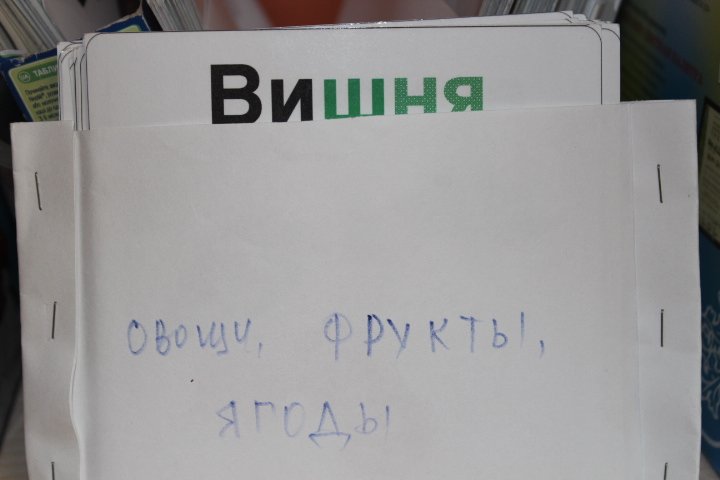 Вишня
овощи, фрукты,
ягоды